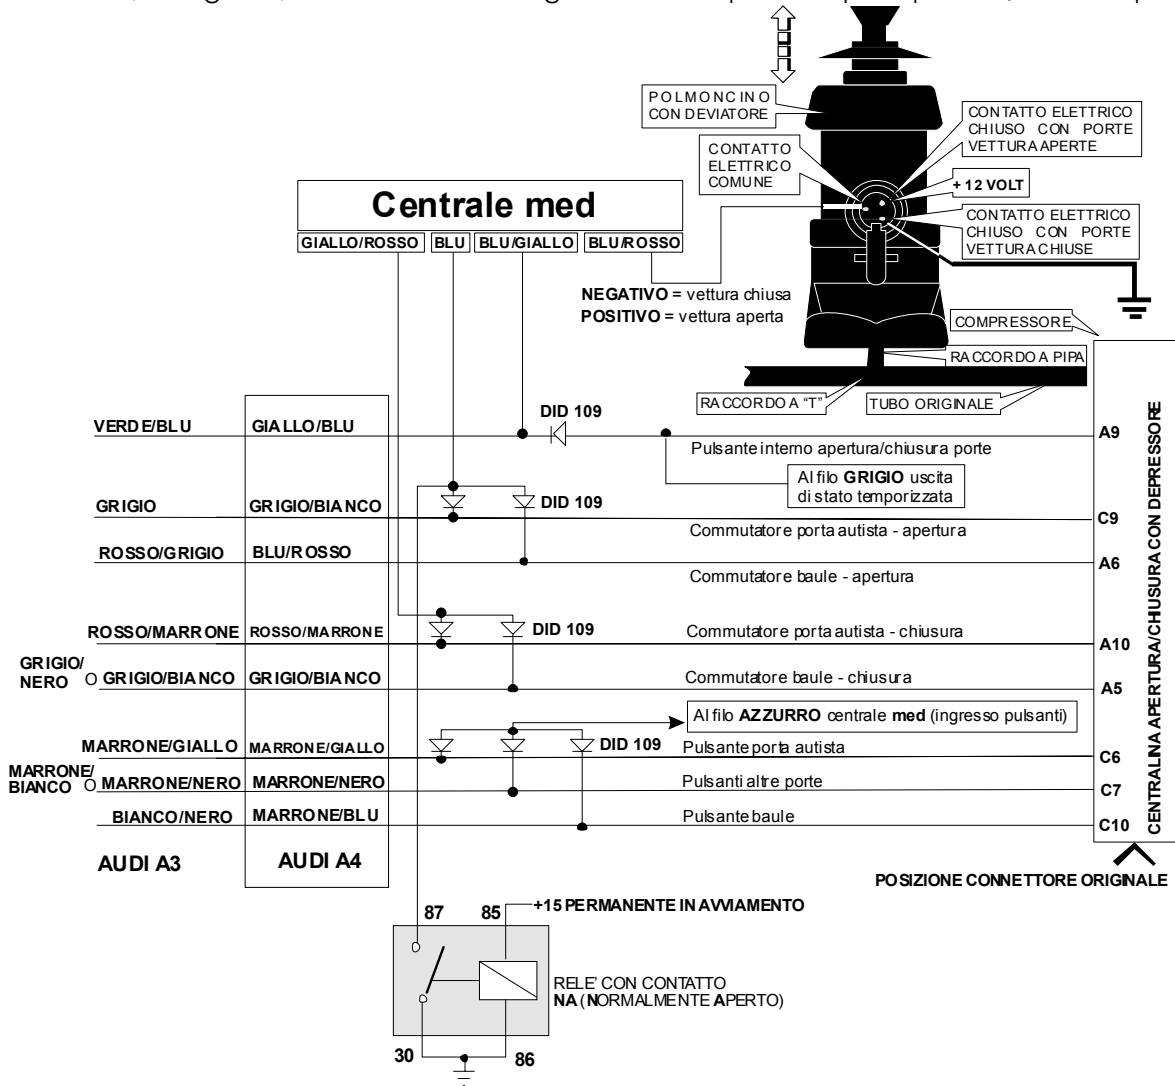 POLMONCINO
CON DEVIATORE
CONTATTO ELETTRICO
CHIUSO CON PORTE
VETTURA APERTE
CONTATTO
ELETTRICO
COMUNE
+ 12 VOLT
CONTATTO ELETTRICO
CHIUSO CON PORTE
VETTURA CHIUSE
Centrale med
GIALLO/ROSSO BLU BLU/GIALLO BLU/ROSSO
NEGATIVO = vettura chiusa
POSITIVO = vettura aperta
COMPRESSORE
RACCORDO A PIPA
RACCORDO A "T"
TUBO ORIGINALE
DID 109
VERDE/BLU GIALLO/BLU A9
Pulsante interno apertura/chiusura porte
Al filo GRIGIO uscita
di stato temporizzata
DID 109
GRIGIO GRIGIO/BIANCO C9
Commutatore porta autista - apertura
ROSSO/GRIGIO BLU/ROSSO A6
Commutatore baule - apertura
ROSSO/MARRONE ROSSO/MARRONE DID 109 Commutatore porta autista - chiusura A10
GRIGIO/
NERO O GRIGIO/BIANCO GRIGIO/BIANCO Commutatore baule - chiusura A5
Al filo AZZURRO centrale med (ingresso pulsanti)
MARRONE/GIALLO MARRONE/GIALLO DID 109 Pulsante porta autista C6
MARRONE/
BIANCO O MARRONE/NERO MARRONE/NERO Pulsanti altre porte C7
BIANCO/NERO MARRONE/BLU Pulsante baule C10
CENTRALINA APERTURA/CHUSURA CON DEPRESSORE
AUDI A3 AUDI A4
POSIZIONE CONNETTORE ORIGINALE
87 85 +15 PERMANENTE IN AVVIAMENTO
RELE' CON CONTATTO
NA (NORMALMENTE APERTO)
30 86